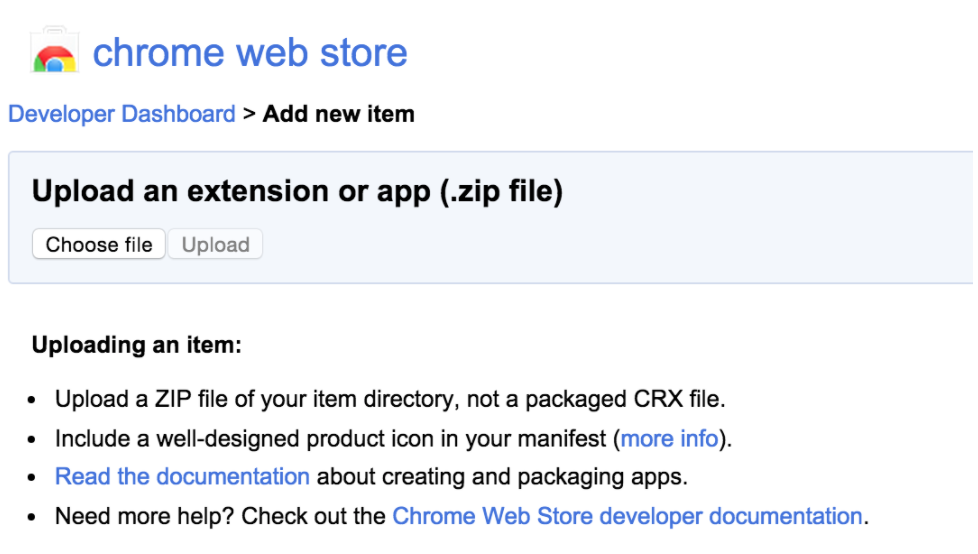 chrome web store
Developer Dashboard > Add new item
Upload an extension or app (.zip file)
Choose file Upload
Uploading an item:
• Upload a ZIP file of your item directory, not a packaged CRX file.
• Include a well-designed product icon in your manifest (more info).
• Read the documentation about creating and packaging apps.
• Need more help? Check out the Chrome Web Store developer documentation.